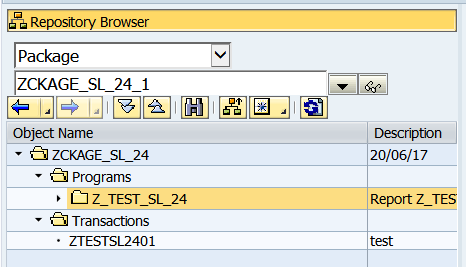 Repository Browser
Package
ZCKAGE_SL_24_1
Object Name Description
ZCKAGE_SL_24 20/06/17
Programs
Z_TEST_SL_24 Report Z_TES
Transactions
ZTESTSL2401 test